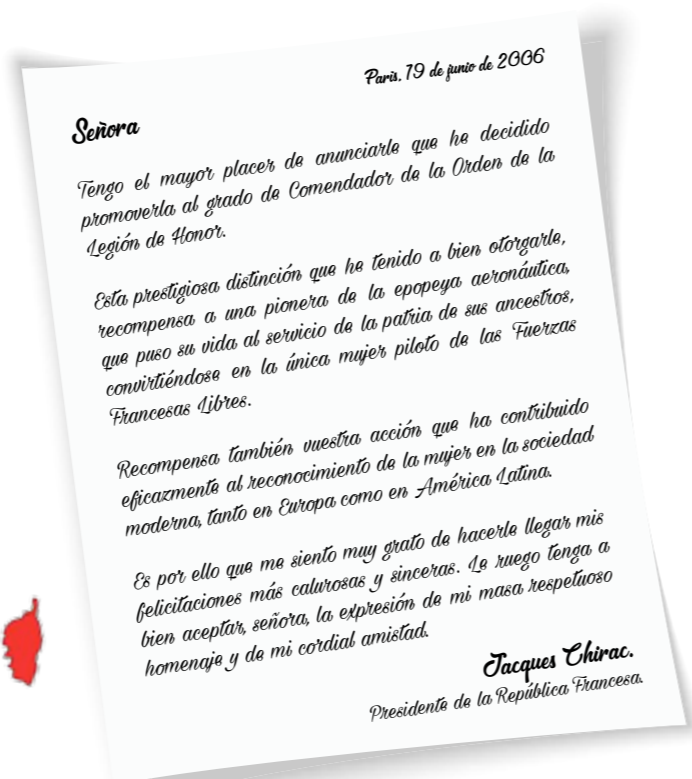 Paris. 19 de junio de 2006
Señora
Tengo el mayor placer de anunciarle que he decidido
promoverla al grado de Comendador de la Orden de la
Legión de Honor.
Esta prestigiosa distinción que he tenido a bien otorgarle,
recompensa a una pionera de la epopeya aeronáutica,
que puso su vida al servicio de la patria de sus ancestros,
convirtiéndose en la única mujer piloto de las Fuerzas
Francesas Libres.
Recompensa también vuestra acción que ha contribuido
eficazmente al reconocimiento de la mujer en la sociedad
moderna, tanto en Europa como en América Latina.
Es por ello que me siento muy grato de hacerle llegar mis
felicitaciones más calurosas y sinceras. Le ruego tenga a
bien aceptar, señora, la expresión de mi masa respetuoso
homenaje y de mi cordial amistad.
Jacques Chirac.
Presidente de la República Francesa.